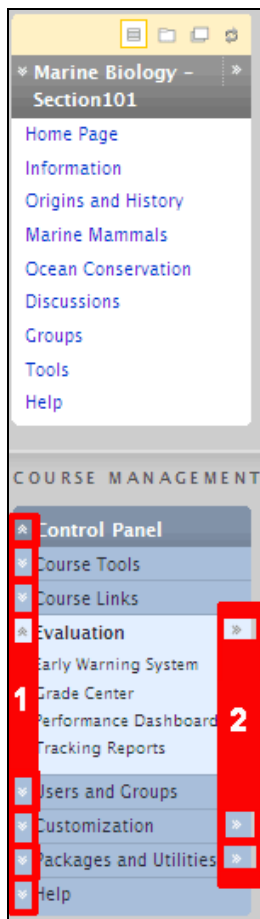 Marine Biology –
Section101
Home Page
Information
Origins and History
Marine Mammals
Ocean Conservation
Discussions
Groups
Tools
Help
COURSE MANAGEMENT
Control Panel
Course Tools
Course Links
Evaluation
Early Warning System
Grade Center
Performance Dashboard
Tracking Reports
1
2
Users and Groups
Customization
Packages and Utilities
Help